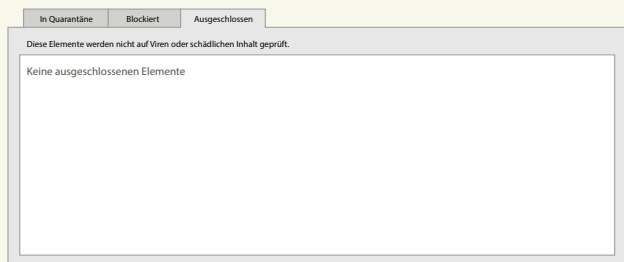 In Quarantäne
Blockiert
Ausgeschlossen
Diese Elemente werden nicht auf Viren oder schädlichen Inhalt geprüft.
Keine ausgeschlossenen Elemente